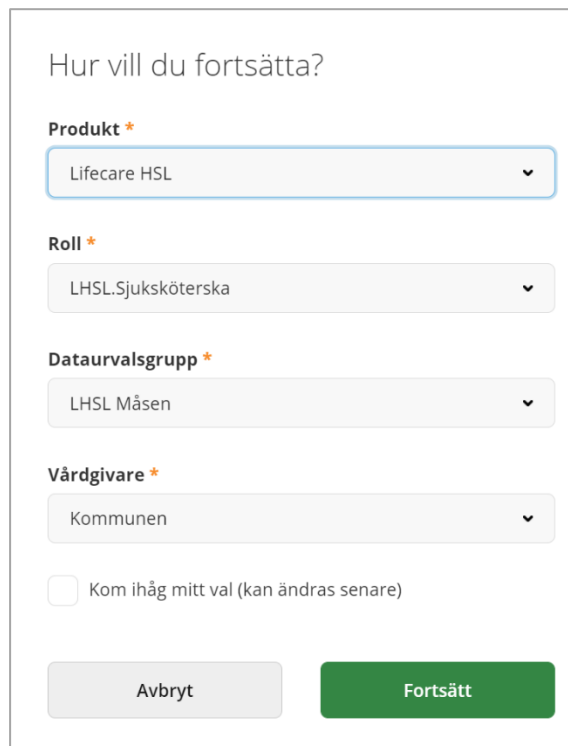 Hur vill du fortsätta?
Produkt *
Lifecare HSL
Roll *
LHSL.Sjuksköterska
Dataurvalsgrupp *
LHSL Måsen
Vårdgivare *
Kommunen
Kom ihåg mitt val (kan ändras senare)
Avbryt
Fortsätt